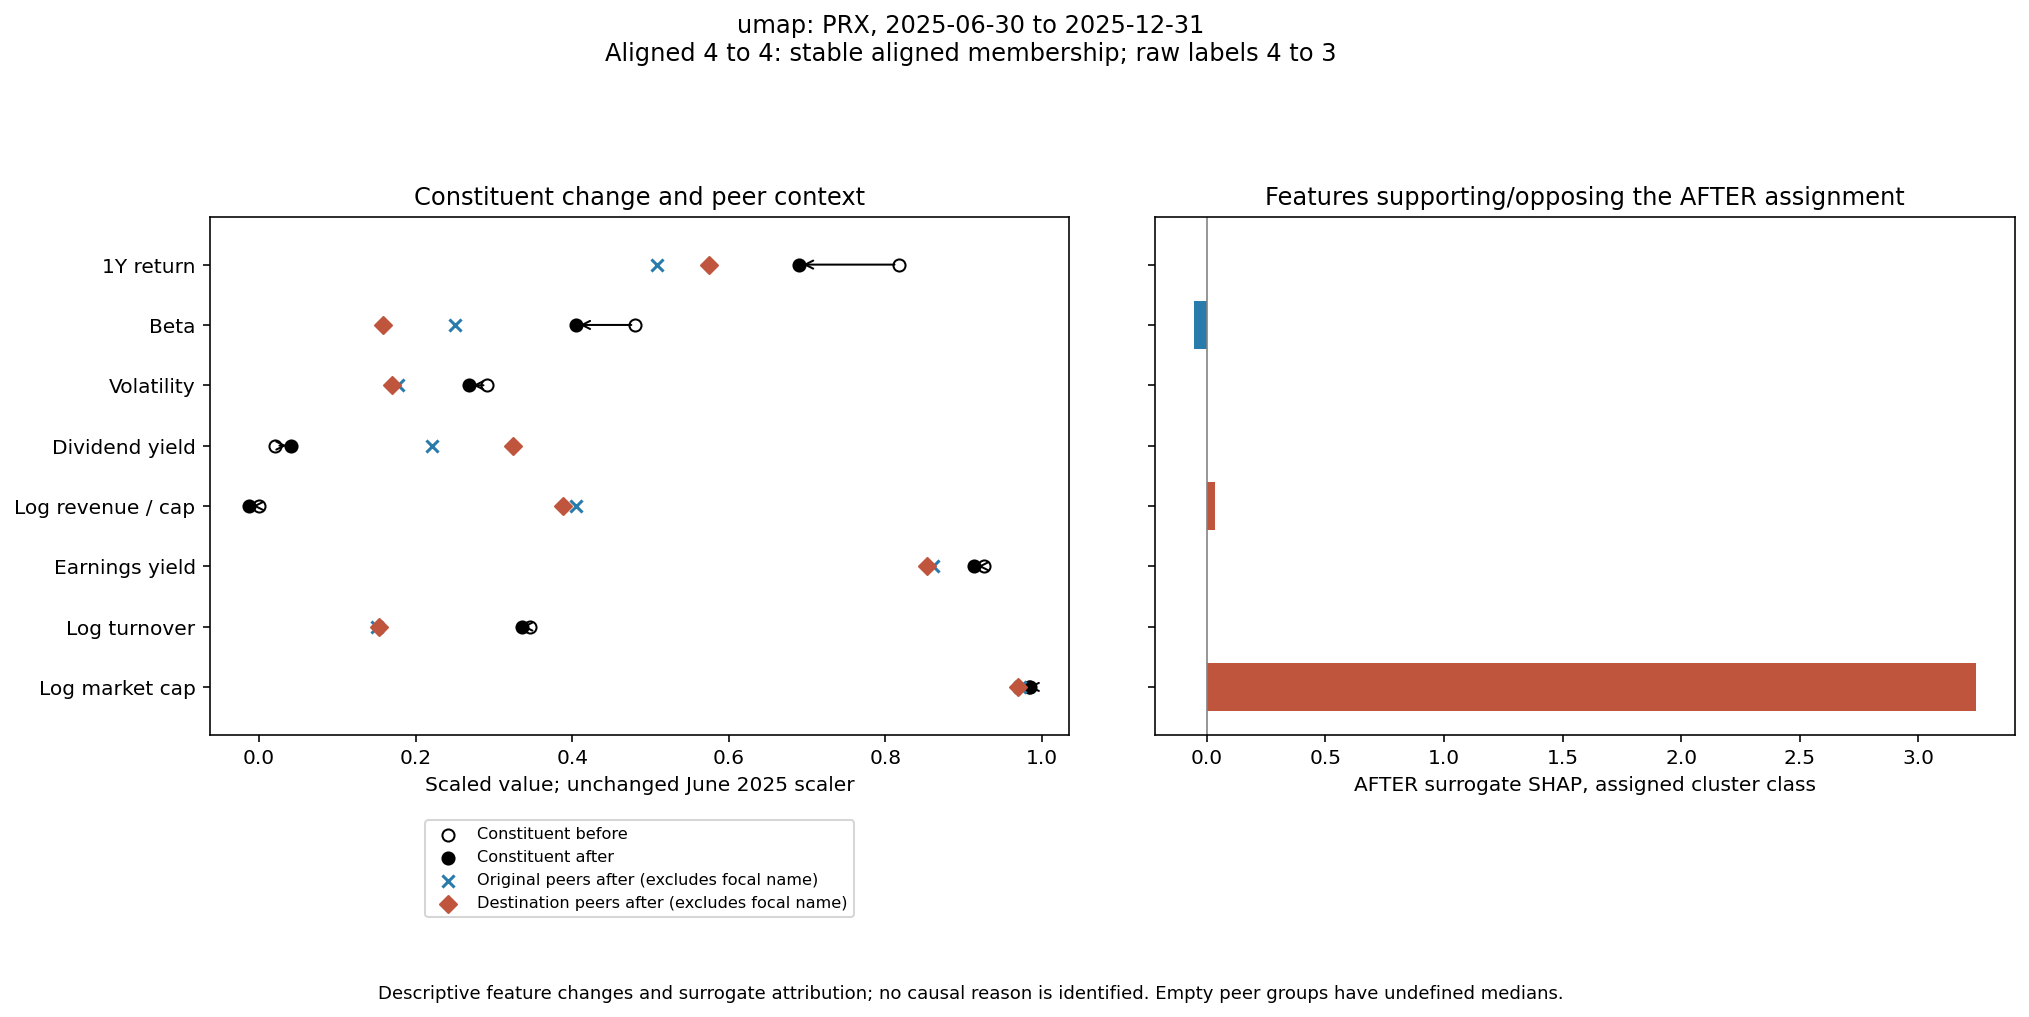 umap: PRX, 2025-06-30 to 2025-12-31
Aligned 4 to 4: stable aligned membership; raw labels 4 to 3
Constituent change and peer context
1Y return
Beta
Volatility
Dividend yield
Log revenue / cap
Earnings yield
Log turnover
Log market cap
0.0 0.2 0.4 0.6 0.8 1.0
Scaled value; unchanged June 2025 scaler
Constituent before
Constituent after
Original peers after (excludes focal name)
Destination peers after (excludes focal name)
Features supporting/opposing the AFTER assignment
0.0 0.5 1.0 1.5 2.0 2.5 3.0
AFTER surrogate SHAP, assigned cluster class
Descriptive feature changes and surrogate attribution; no causal reason is identified. Empty peer groups have undefined medians.